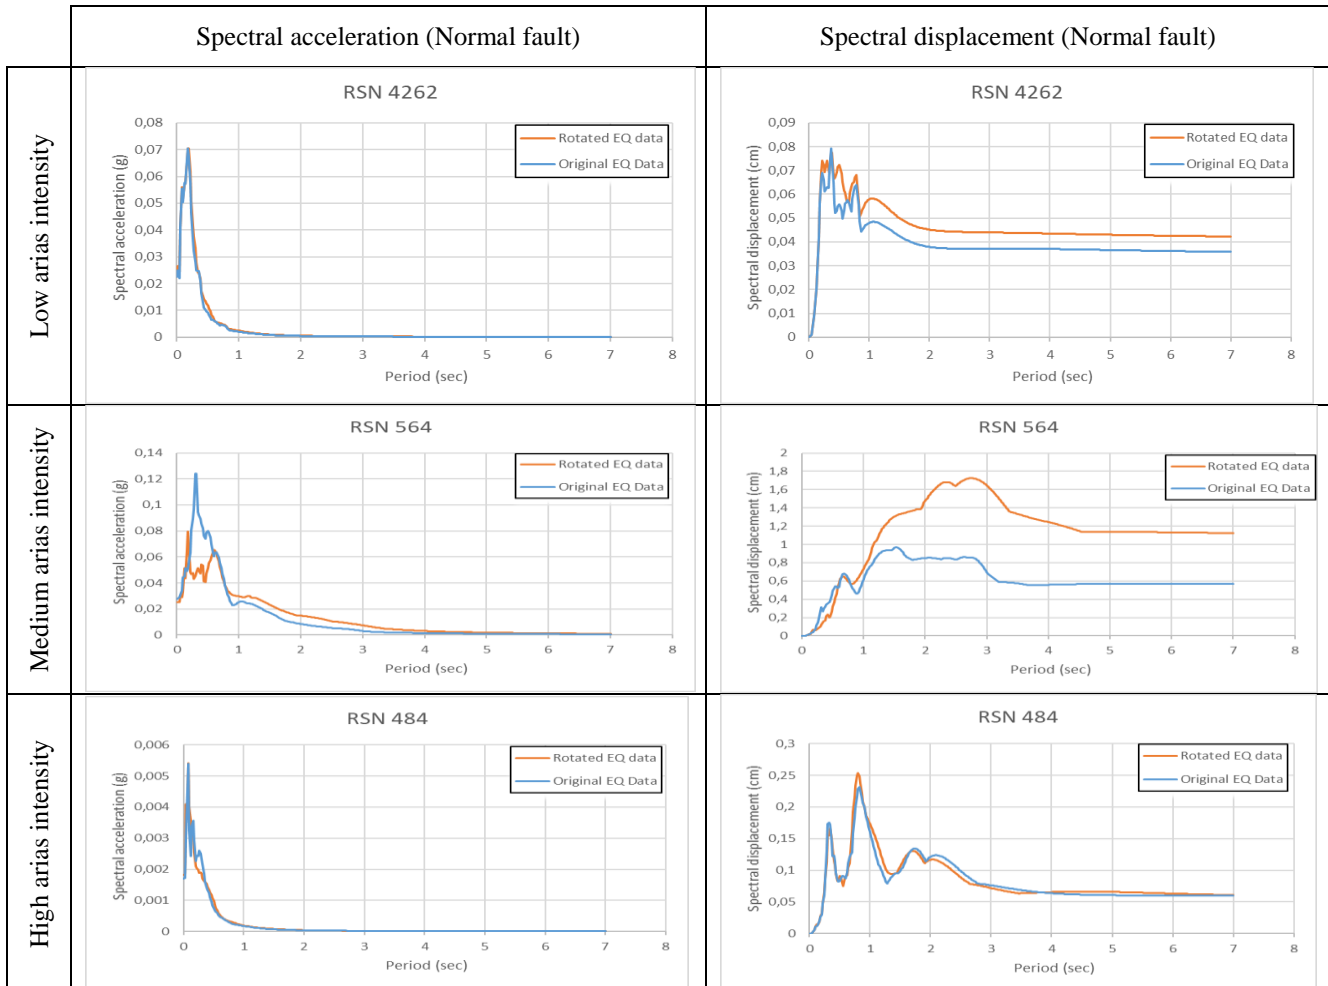 Spectral acceleration (Normal fault)
Spectral displacement (Normal fault)
Low arias intensity
RSN 4262
Spectral acceleration (g)
0,08
0,07
0,06
0,05
0,04
0,03
0,02
0,01
0
0 1 2 3 4 5 6 7 8
Period (sec)
Rotated EQ data
Original EQ Data
RSN 4262
Spectral displacement (cm)
0,09
0,08
0,07
0,06
0,05
0,04
0,03
0,02
0,01
0
0 1 2 3 4 5 6 7 8
Period (sec)
Rotated EQ data
Original EQ Data
Medium arias intensity
RSN 564
Spectral acceleration (g)
0,14
0,12
0,1
0,08
0,06
0,04
0,02
0
0 1 2 3 4 5 6 7 8
Period (sec)
Rotated EQ data
Original EQ Data
RSN 564
Spectral displacement (cm)
2
1,8
1,6
1,4
1,2
1
0,8
0,6
0,4
0,2
0
0 1 2 3 4 5 6 7 8
Period (sec)
Rotated EQ data
Original EQ Data
High arias intensity
RSN 484
Spectral acceleration (g)
0,006
0,005
0,004
0,003
0,002
0,001
0
0 1 2 3 4 5 6 7 8
Period (sec)
Rotated EQ data
Original EQ Data
RSN 484
Spectral displacement (cm)
0,3
0,25
0,2
0,15
0,1
0,05
0
0 1 2 3 4 5 6 7 8
Period (sec)
Rotated EQ data
Original EQ Data